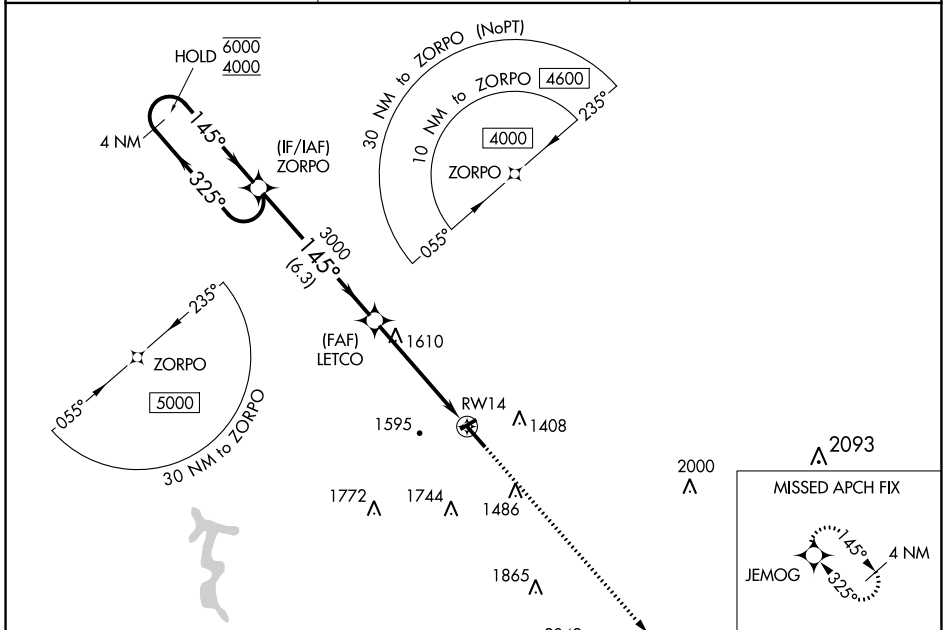 HOLD 6000
4000
4 NM
145°
325°
(IF/IAF)
ZORPO
3000
145°
(6.3)
(FAF)
LETCO
1610
30 NM to ZORPO (NoPT)
4600
10 NM to ZORPO
4000
ZORPO
235°
055°
235°
ZORPO
5000
055°
30 NM to ZORPO
RW14
1595
1408
1772
1744
1486
1865
2000
2093
MISSED APCH FIX
JEMOG
145°
325°
4 NM